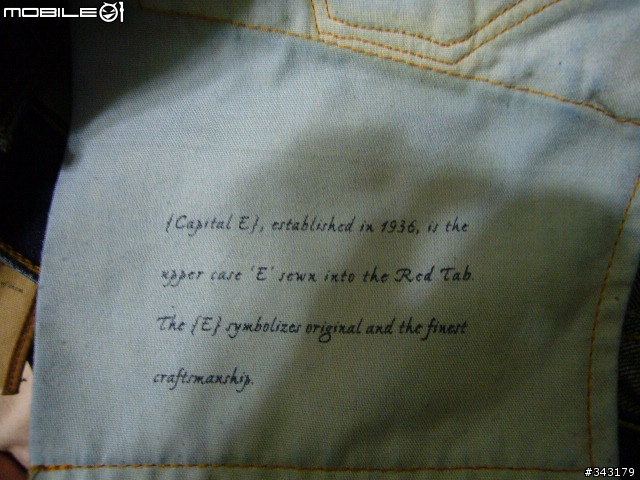 MOBILE01
{Capital E}, established in 1936, is the
upper case 'E' sewn into the Red Tab.
The {E} symbolizes original and the finest
craftsmanship.
#343179